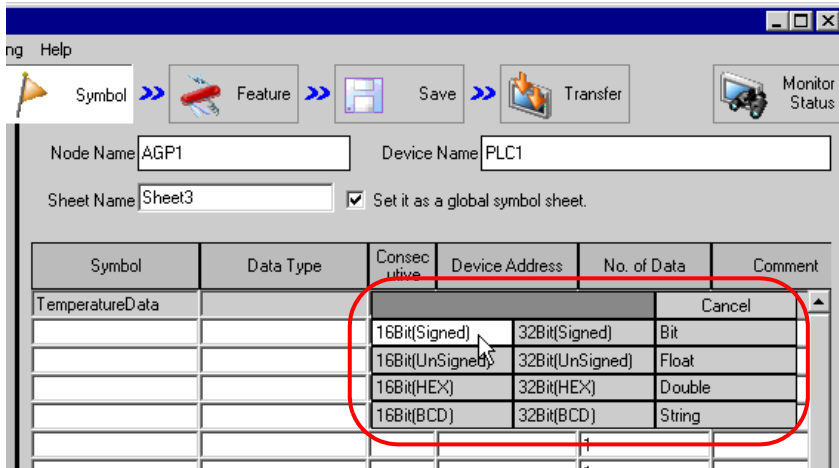 ng Help
Symbol Feature Save Transfer Monitor Status
Node Name AGP1 Device Name PLC1
Sheet Name Sheet3 Set it as a global symbol sheet.
Symbol Data Type Consecutive Device Address No. of Data Comment
TemperatureData Cancel
16Bit(Signed) 32Bit(Signed) Bit
16Bit(UnSigned) 32Bit(UnSigned) Float
16Bit(HEX) 32Bit(HEX) Double
16Bit(BCD) 32Bit(BCD) String
1